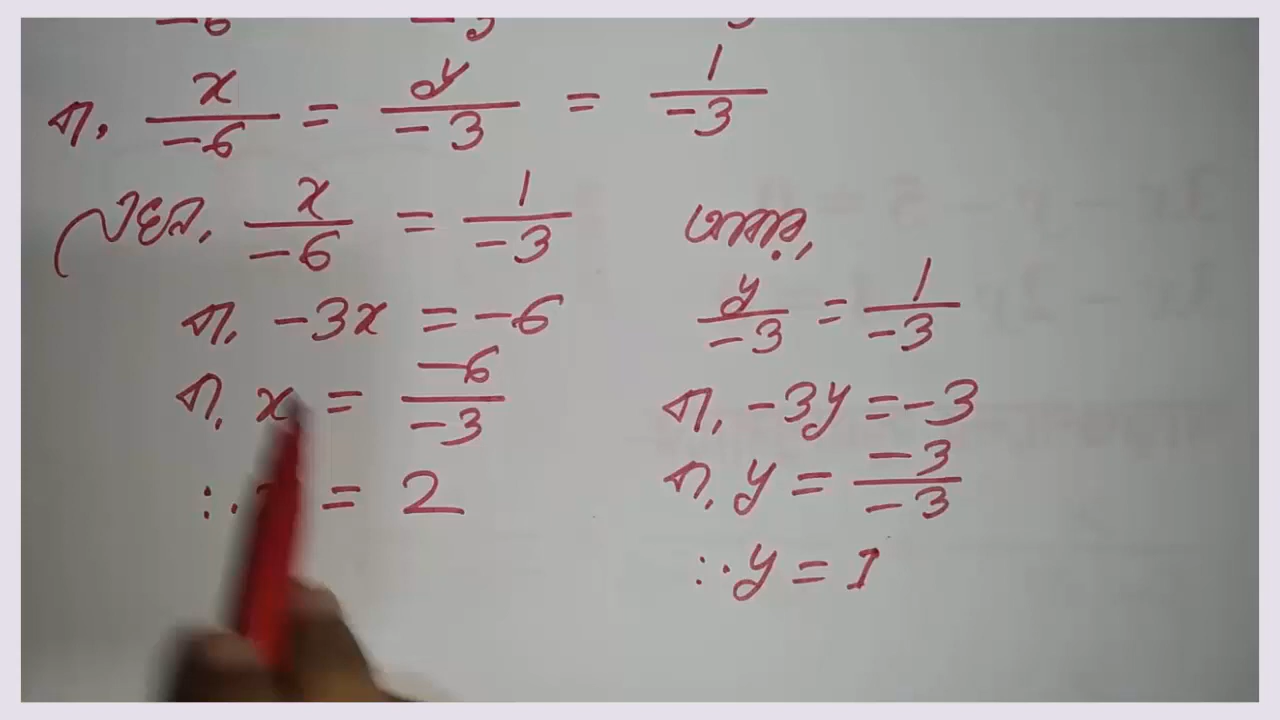 বা, x/-6 = y/-3 = 1/-3
x/-6 = 1/-3
বা, -3x = -6
বা, x = -6/-3
∴ = 2
আবার,
y/-3 = 1/-3
বা, -3y = -3
বা, y = -3/-3
∴ y = 1